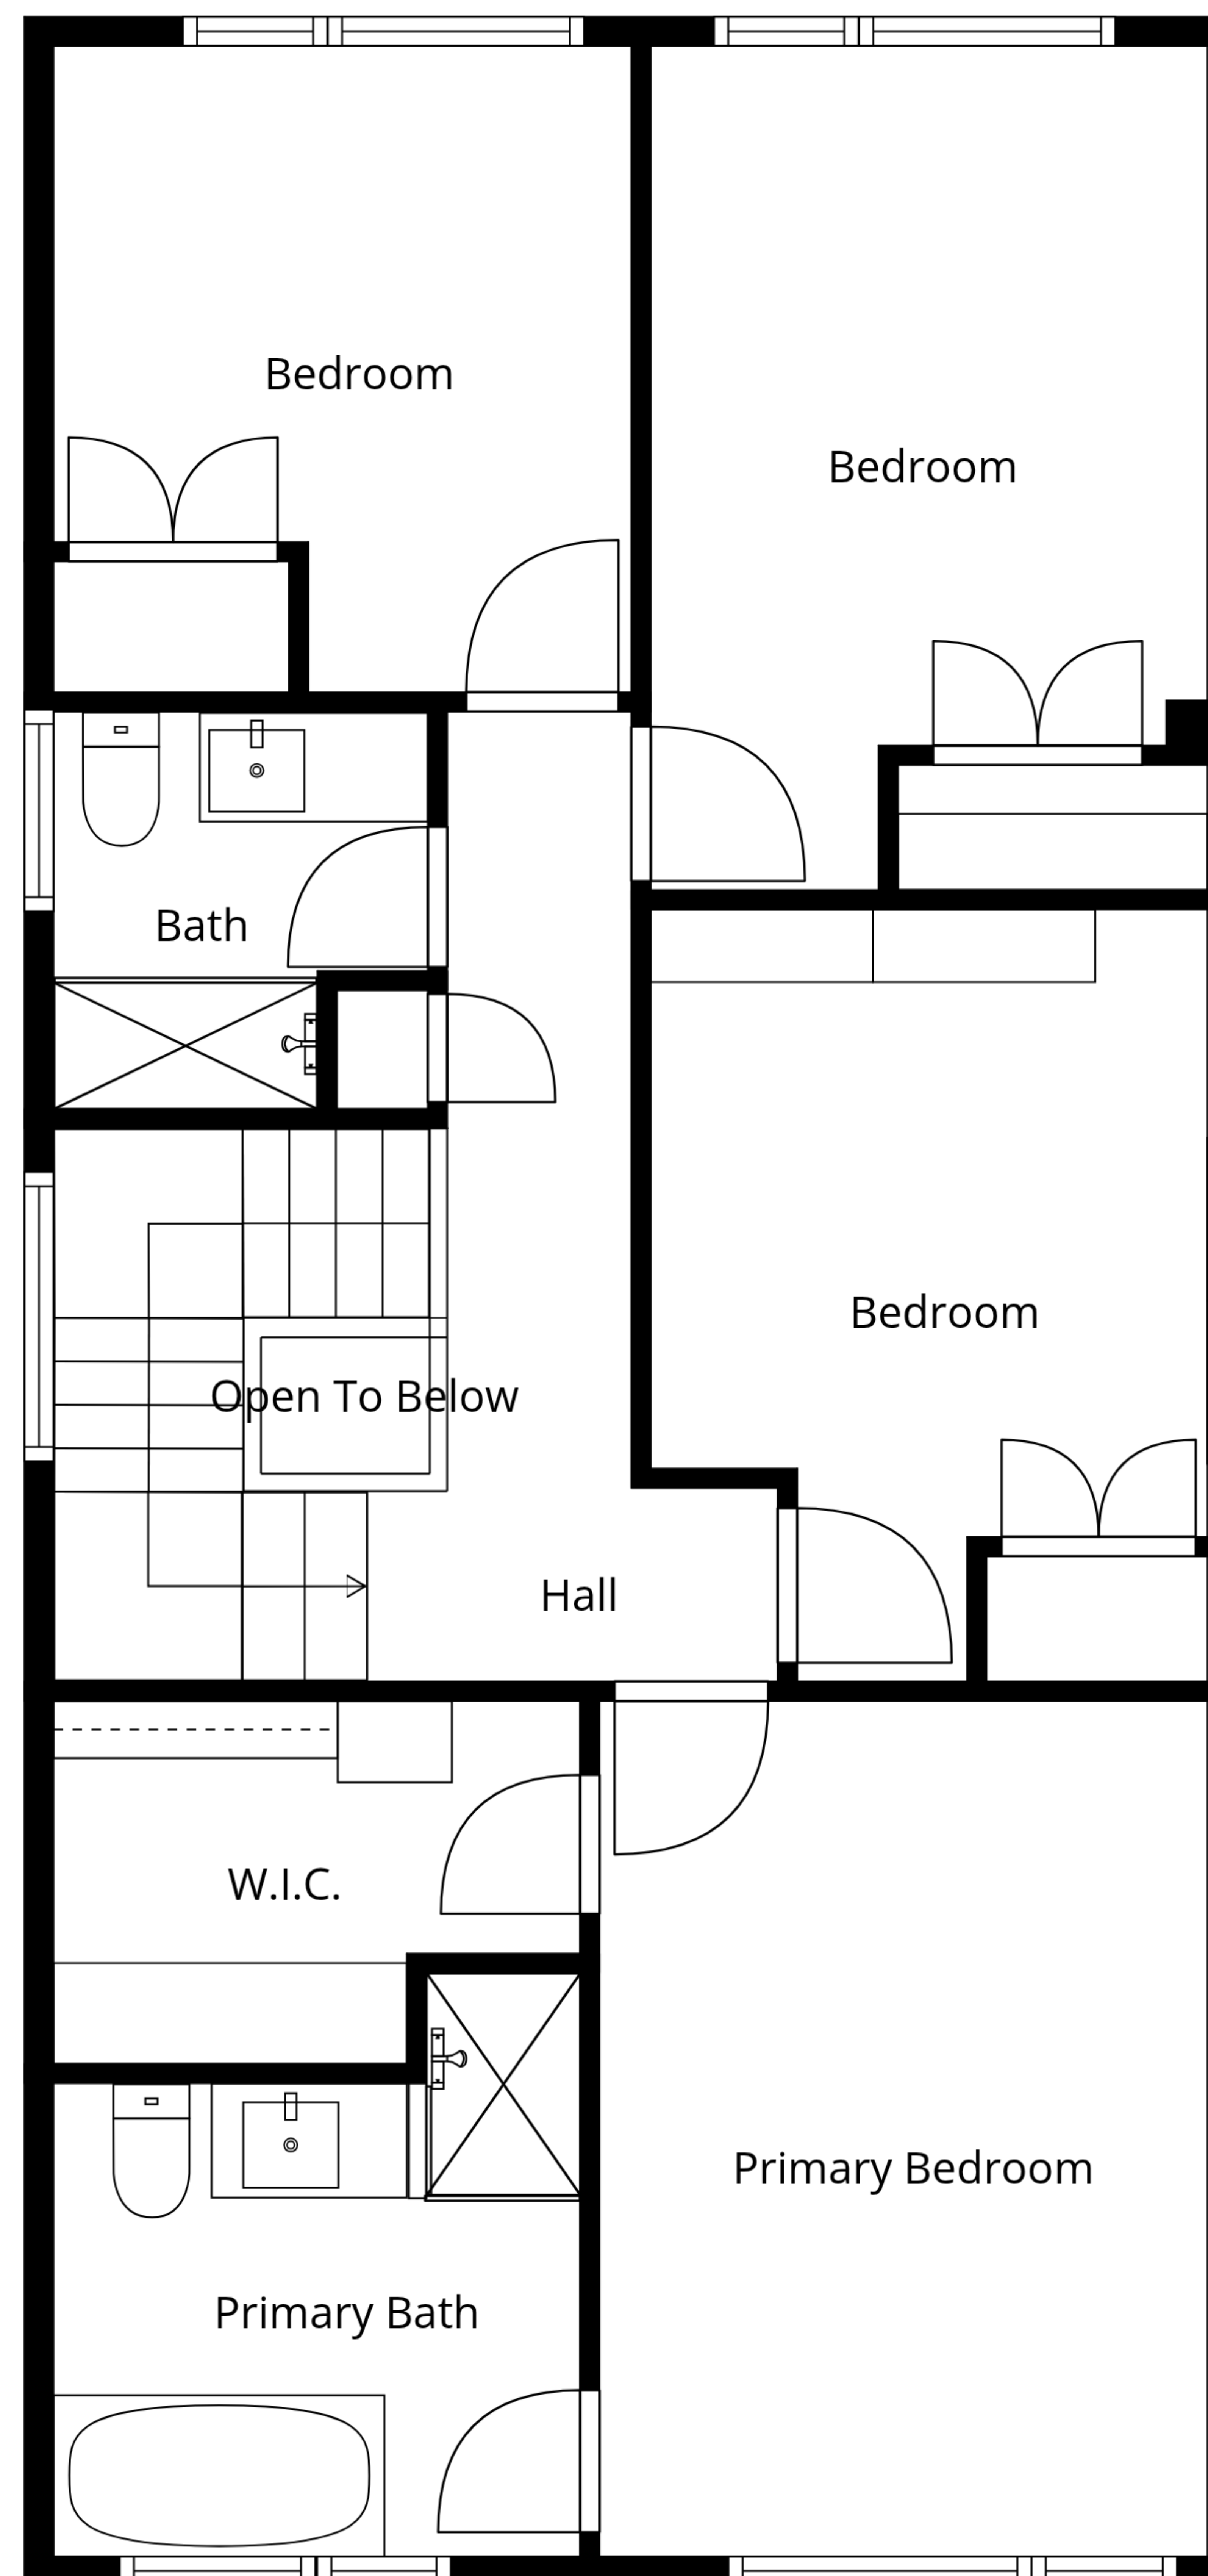 Bedroom
Bedroom
Bath
Bedroom
Open To Below
Hall
W.I.C.
Primary Bedroom
Primary Bath